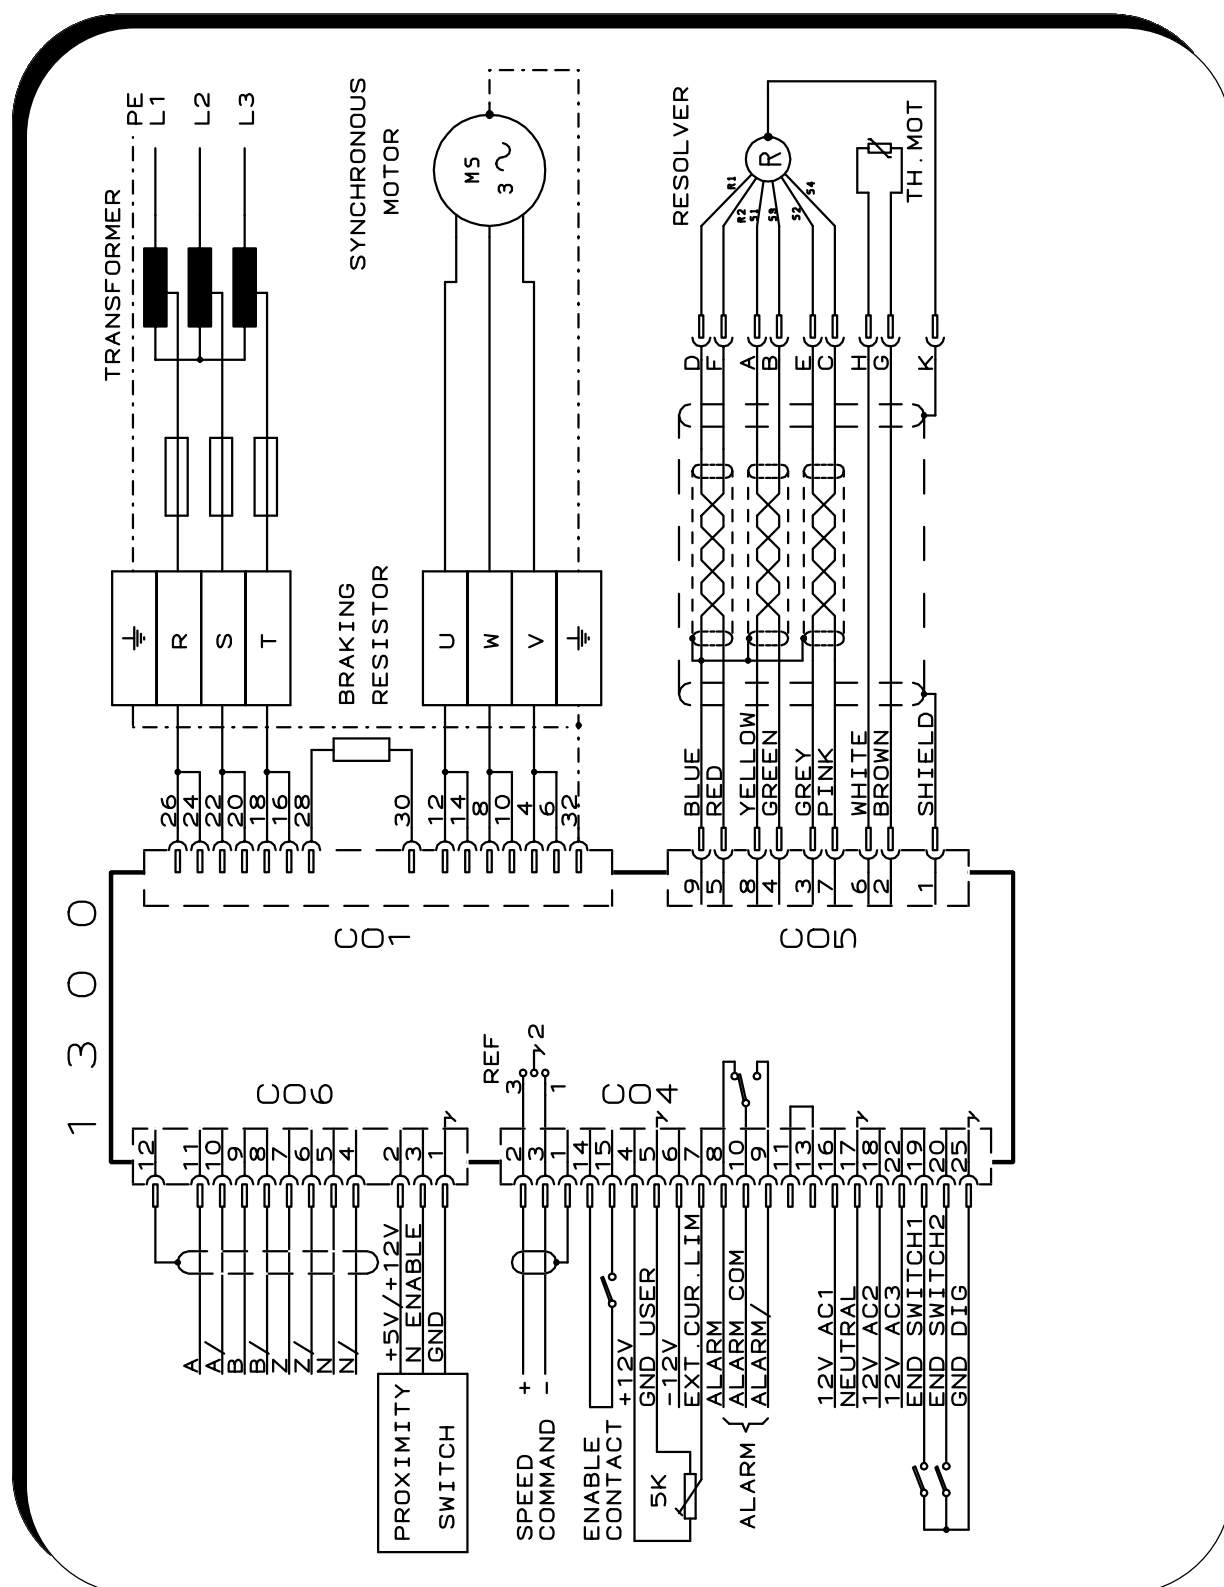 1300
PE
L1
L2
L3
TRANSFORMER
R
S
T
BRAKING
RESISTOR
SYNCHRONOUS
MOTOR
MS
3
U
W
V
26
24
22
20
18
16
28
30
12
14
8
10
4
6
32
CO1
RESOLVER
R
R1
R2
S1
S3
S2
S4
TH.MOT
D
F
A
B
E
C
H
G
K
BLUE
RED
YELLOW
GREEN
GREY
PINK
WHITE
BROWN
SHIELD
9
5
8
4
3
7
6
2
1
CO5
CO6
12
11
10
9
8
7
6
5
4
2
3
1
A
A/
B
B/
Z
Z/
N
N/
+5V/+12V
N ENABLE
GND
PROXIMITY
SWITCH
REF
3
2
1
CO4
2
3
1
14
15
4
5
6
7
8
10
9
11
13
16
17
18
22
19
20
25
+
-
SPEED
COMMAND
ENABLE
CONTACT
+12V
GND USER
-12V
EXT.CUR.LIM
5K
ALARM
ALARM COM
ALARM/
ALARM
12V AC1
NEUTRAL
12V AC2
12V AC3
END SWITCH1
END SWITCH2
GND DIG